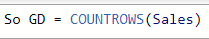 So GD = COUNTROWS(Sales)